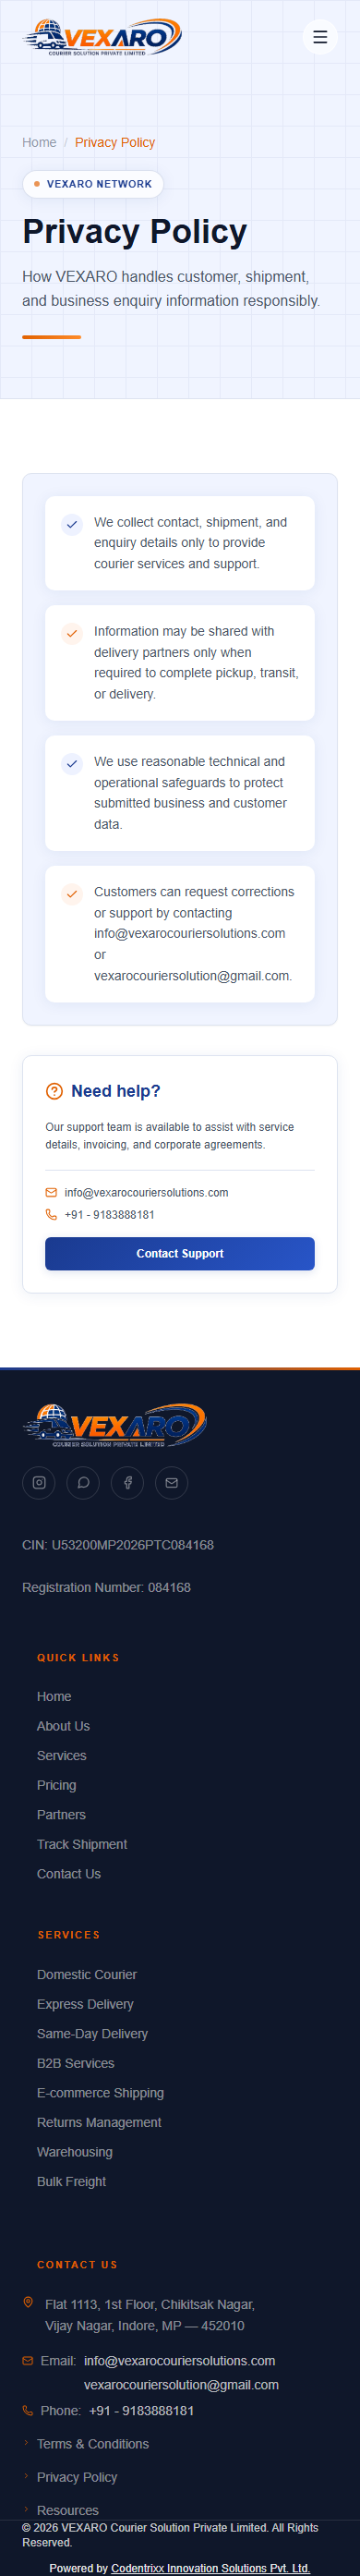 VEXARO
COURIER SOLUTION PRIVATE LIMITED
Home / Privacy Policy
VEXARO NETWORK
Privacy Policy
How VEXARO handles customer, shipment,
and business enquiry information responsibly.
We collect contact, shipment, and
enquiry details only to provide
courier services and support.
Information may be shared with
delivery partners only when
required to complete pickup, transit,
or delivery.
We use reasonable technical and
operational safeguards to protect
submitted business and customer
data.
Customers can request corrections
or support by contacting
info@vexarocouriersolutions.com
or
vexarocouriersolution@gmail.com.
Need help?
Our support team is available to assist with service
details, invoicing, and corporate agreements.
info@vexarocouriersolutions.com
+91 - 9183888181
Contact Support
VEXARO
COURIER SOLUTION PRIVATE LIMITED
CIN: U53200MP2026PTC084168
Registration Number: 084168
QUICK LINKS
Home
About Us
Services
Pricing
Partners
Track Shipment
Contact Us
SERVICES
Domestic Courier
Express Delivery
Same-Day Delivery
B2B Services
E-commerce Shipping
Returns Management
Warehousing
Bulk Freight
CONTACT US
Flat 1113, 1st Floor, Chikitsak Nagar,
Vijay Nagar, Indore, MP — 452010
Email: info@vexarocouriersolutions.com
vexarocouriersolution@gmail.com
Phone: +91 - 9183888181
Terms & Conditions
Privacy Policy
Resources
© 2026 VEXARO Courier Solution Private Limited. All Rights
Reserved.
Powered by Codentrixx Innovation Solutions Pvt. Ltd.